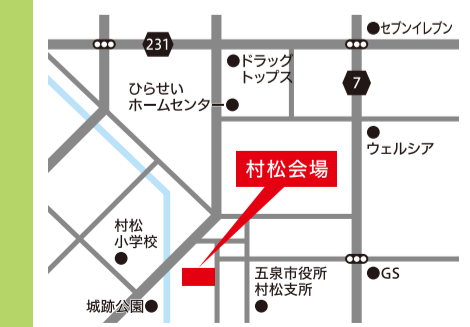 セブンイレブン
231
ドラッグ
トップス
7
ひらせい
ホームセンター
ウェルシア
村松会場
村松
小学校
五泉市役所
村松支所
GS
城跡公園